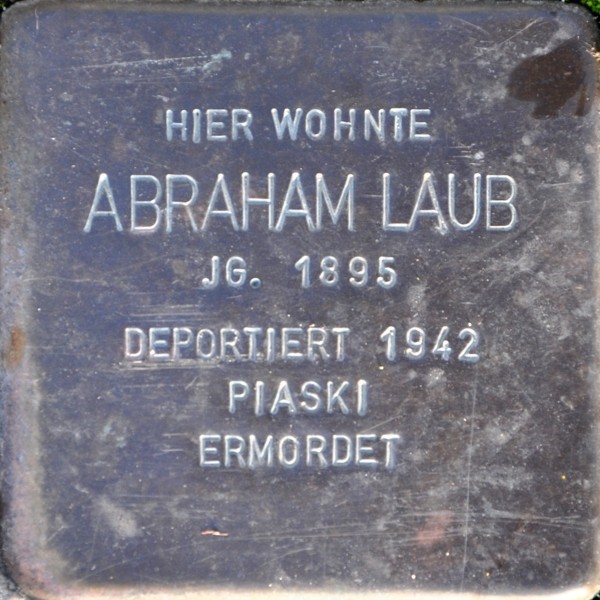 HIER WOHNTE
ABRAHAM LAUB
JG. 1895
DEPORTIERT 1942
PIASKI
ERMORDET